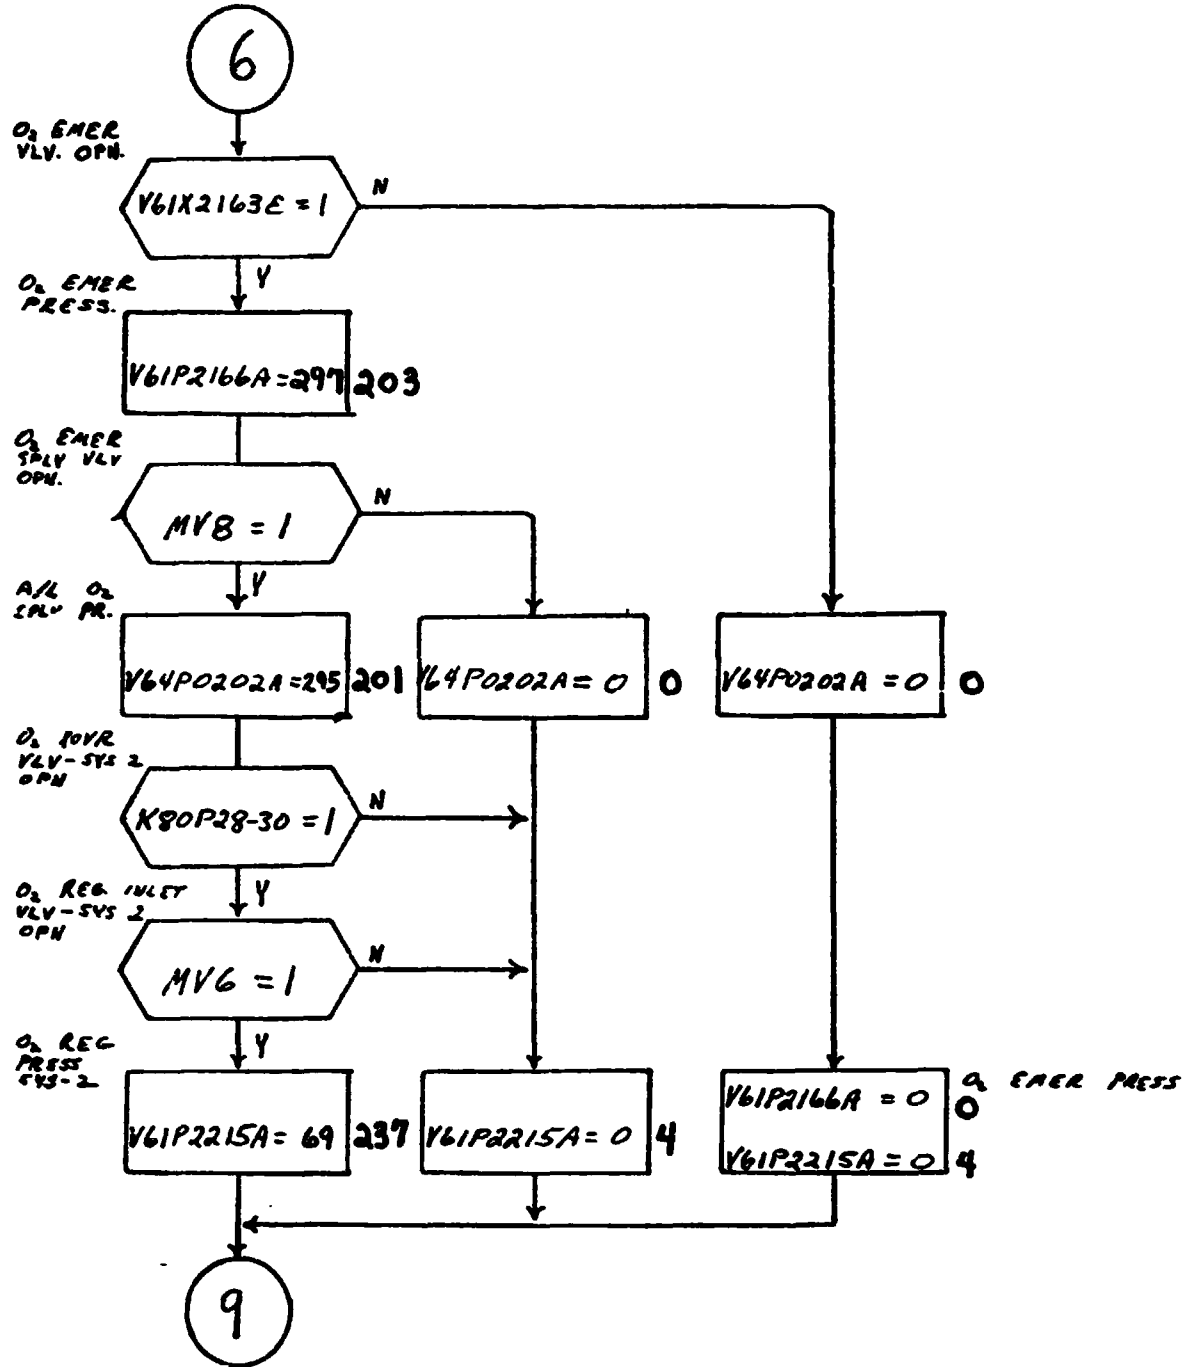 6
O₂ EMER
VLV. OPN.
V61X2163E = 1
N
Y
O₂ EMER
PRESS.
V61P2166A=297 203
O₂ EMER
SPLY VLV
OPN.
MV8 = 1
N
Y
A/L O₂
SPLY PR.
V64P0202A=295 201
V64P0202A= 0 0
V64P0202A = 0 0
O₂ XOVR
VLV-SYS 2
OPN
K80P28-30 = 1
N
Y
O₂ REG INLET
VLV-SYS 2
OPN
MV6 = 1
N
Y
O₂ REG
PRESS
SYS-2
V61P2215A= 69 237
V61P2215A= 0 4
V61P2166A = 0 0
O₂ EMER PRESS
V61P2215A = 0 4
9